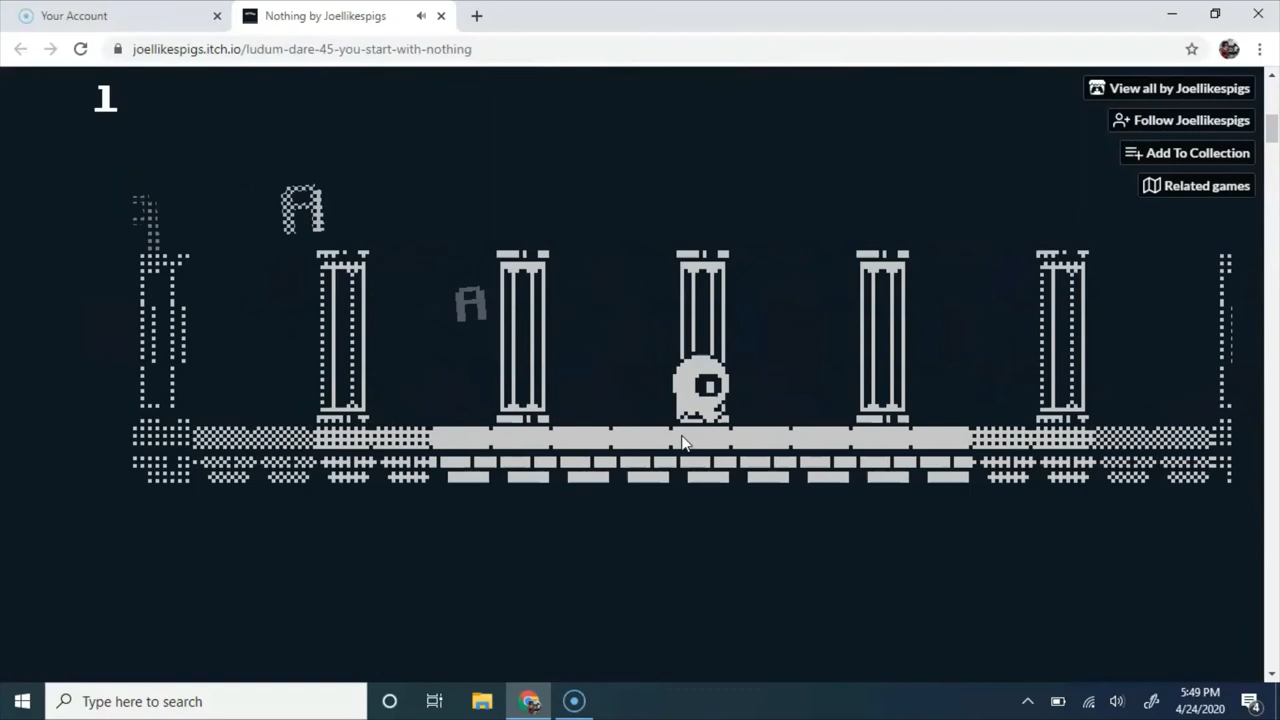 Your Account
Nothing by Joellikespigs
joellikespigs.itch.io/ludum-dare-45-you-start-with-nothing
View all by Joellikespigs
Follow Joellikespigs
Add To Collection
Related games
1
A
A
Type here to search
5:49 PM
4/24/2020
4